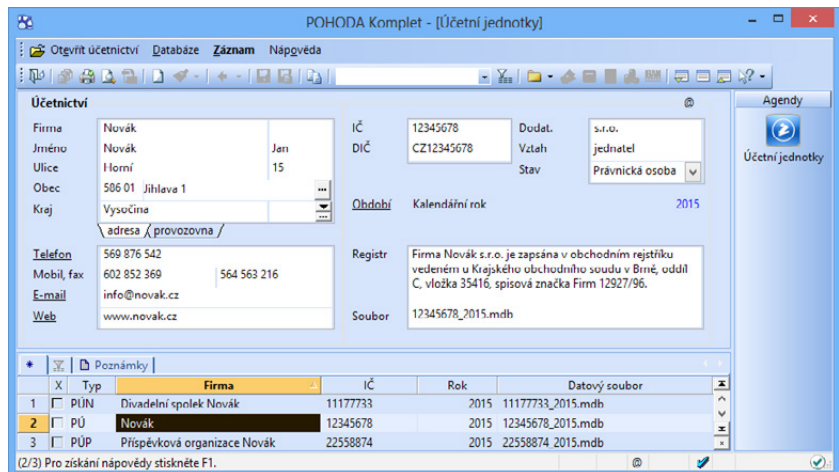 POHODA Komplet - [Účetní jednotky]
Otevřít účetnictví Databáze Záznam Nápověda
Účetnictví @
Firma Novák
Jméno Novák Jan
Ulice Horní 15
Obec 586 01 Jihlava 1
Kraj Vysočina
adresa provozovna
Telefon 569 876 542
Mobil, fax 602 852 369 564 563 216
E-mail info@novak.cz
Web www.novak.cz
IČ 12345678 Dodat. s.r.o.
DIČ CZ12345678 Vztah jednatel
Stav Právnická osoba
Období Kalendářní rok 2015
Registr Firma Novák s.r.o. je zapsána v obchodním rejstříku
vedeném u Krajského obchodního soudu v Brně, oddíl
C, vložka 35416, spisová značka Firm 12927/96.
Soubor 12345678_2015.mdb
Agendy
Účetní jednotky
* Poznámky
X Typ Firma IČ Rok Datový soubor
1 PÚN Divadelní spolek Novák 11177733 2015 11177733_2015.mdb
2 PÚ Novák 12345678 2015 12345678_2015.mdb
3 PÚP Příspěvková organizace Novák 22558874 2015 22558874_2015.mdb
(2/3) Pro získání nápovědy stiskněte F1. @